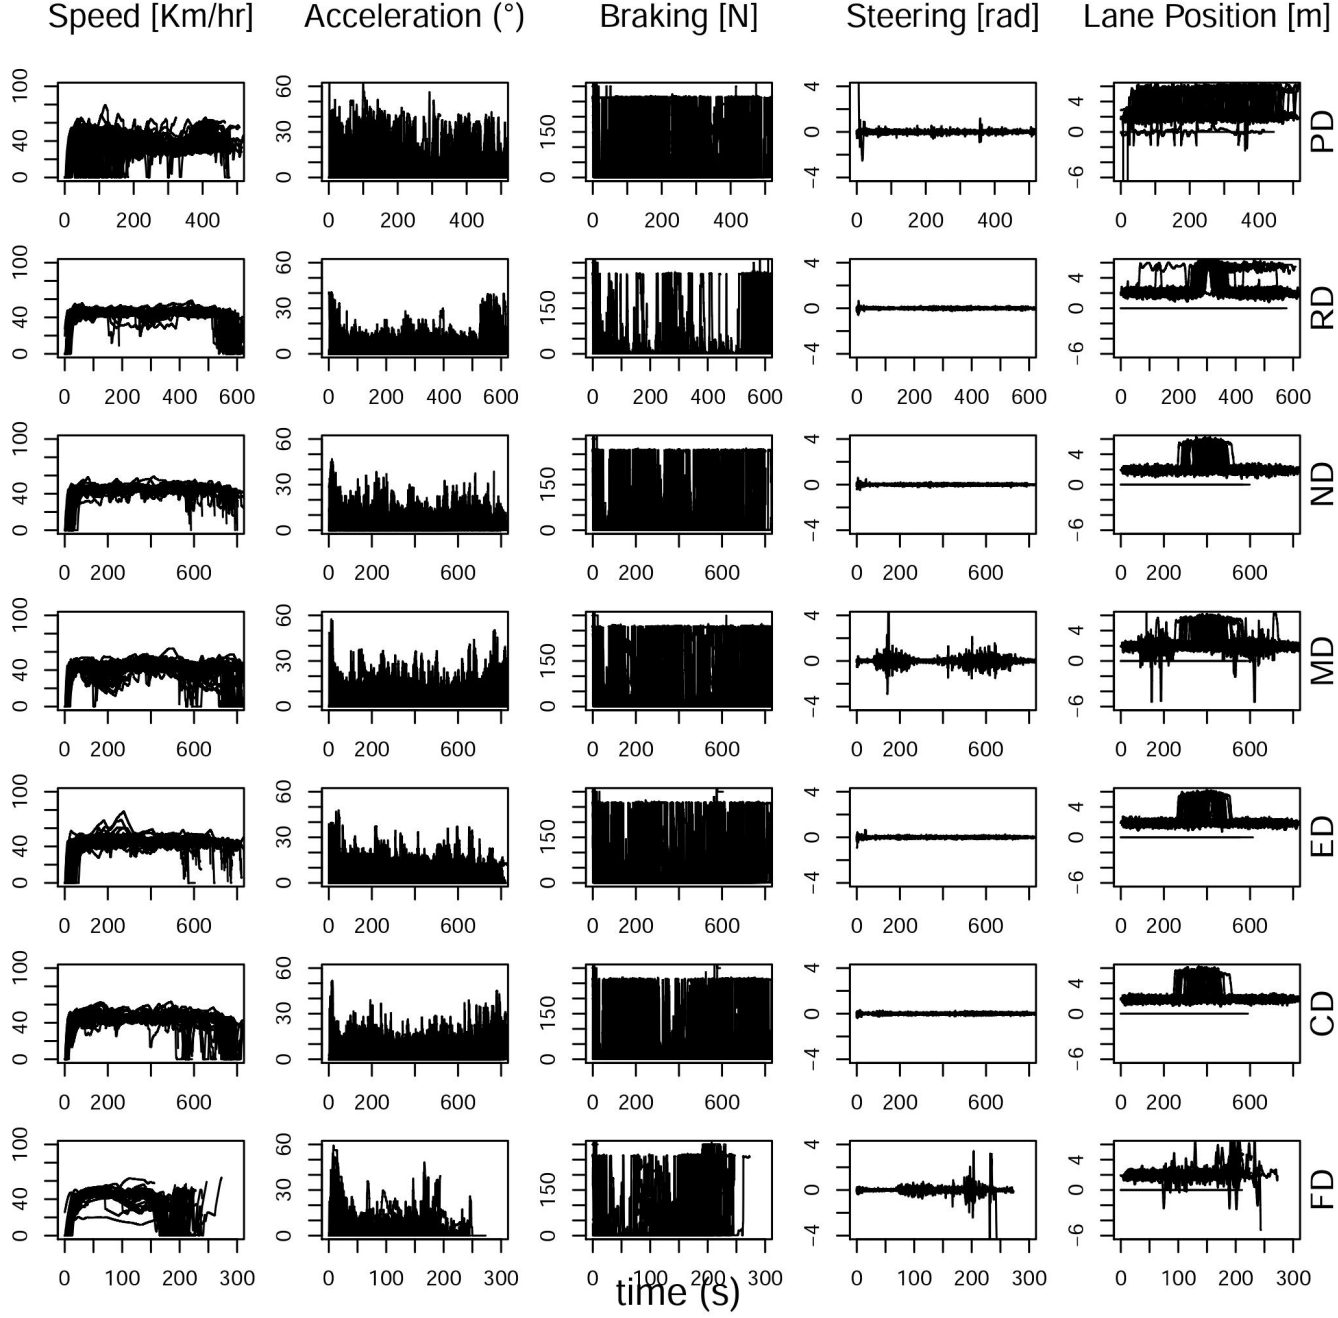 Speed [Km/hr] Acceleration (°) Braking [N] Steering [rad] Lane Position [m]
0 40 100 0 30 60 0 150 −4 0 4 −6 0 4 PD
0 200 400 0 200 400 0 200 400 0 200 400 0 200 400
0 40 100 0 30 60 0 150 −4 0 4 −6 0 4 RD
0 200 400 600 0 200 400 600 0 200 400 600 0 200 400 600 0 200 400 600
0 40 100 0 30 60 0 150 −4 0 4 −6 0 4 ND
0 200 600 0 200 600 0 200 600 0 200 600 0 200 600
0 40 100 0 30 60 0 150 −4 0 4 −6 0 4 MD
0 200 600 0 200 600 0 200 600 0 200 600 0 200 600
0 40 100 0 30 60 0 150 −4 0 4 −6 0 4 ED
0 200 600 0 200 600 0 200 600 0 200 600 0 200 600
0 40 100 0 30 60 0 150 −4 0 4 −6 0 4 CD
0 200 600 0 200 600 0 200 600 0 200 600 0 200 600
0 40 100 0 30 60 0 150 −4 0 4 −6 0 4 FD
0 100 200 300 0 100 200 300 0 100 200 300 0 100 200 300 0 100 200 300
time (s)